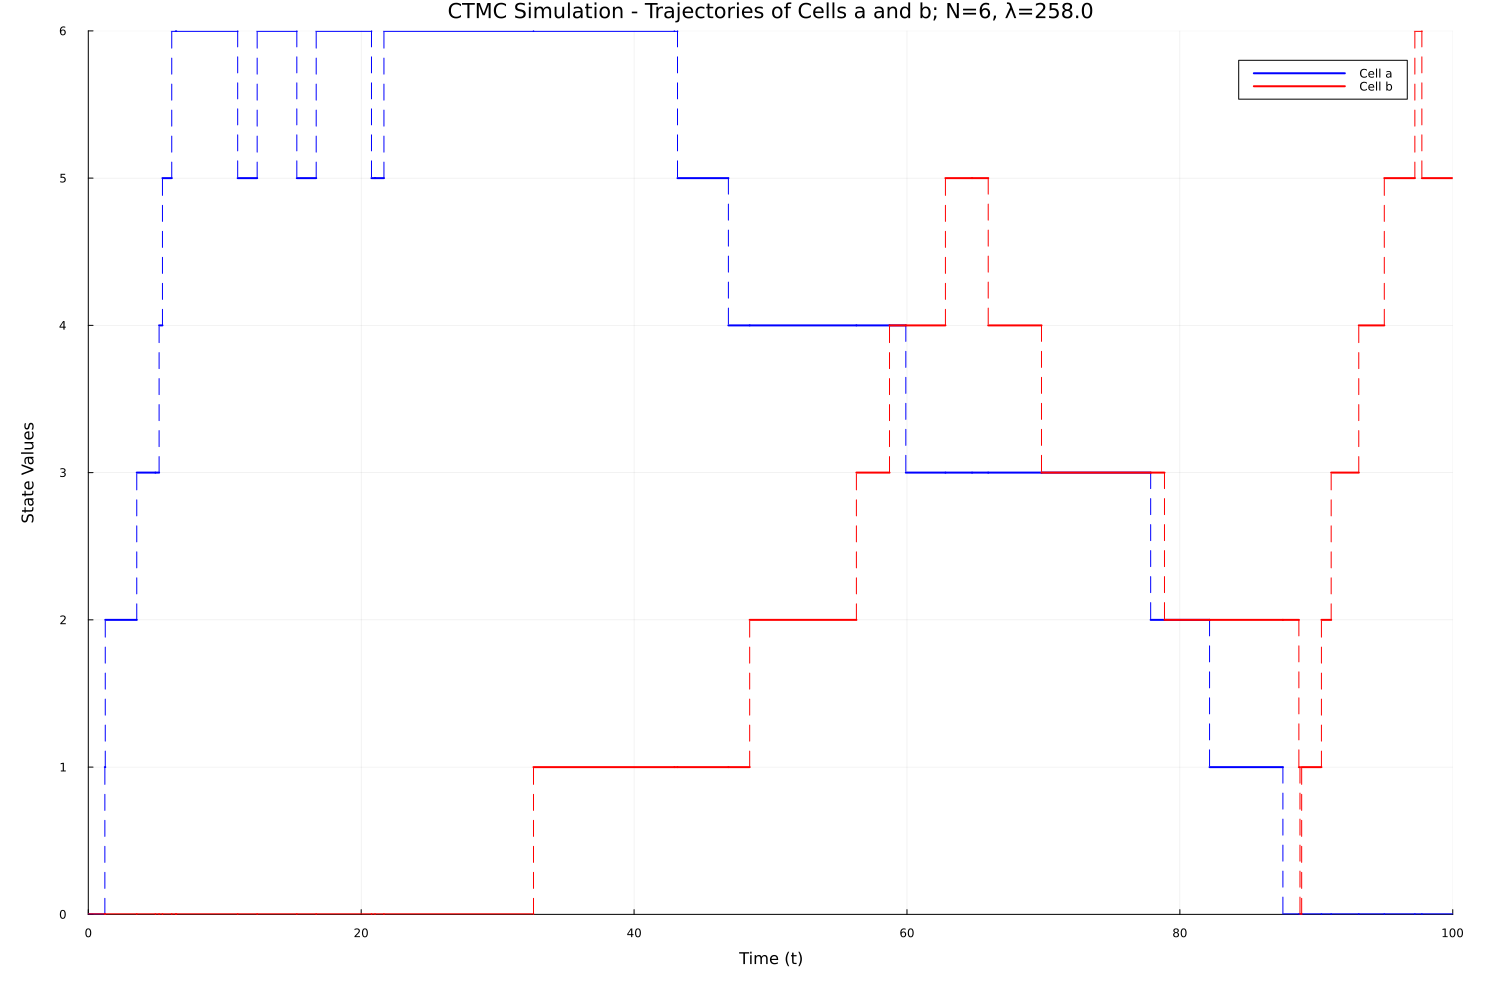 CTMC Simulation - Trajectories of Cells a and b; N=6, λ=258.0
6
Cell a
Cell b
5
4
State Values
3
2
1
0
0 20 40 60 80 100
Time (t)